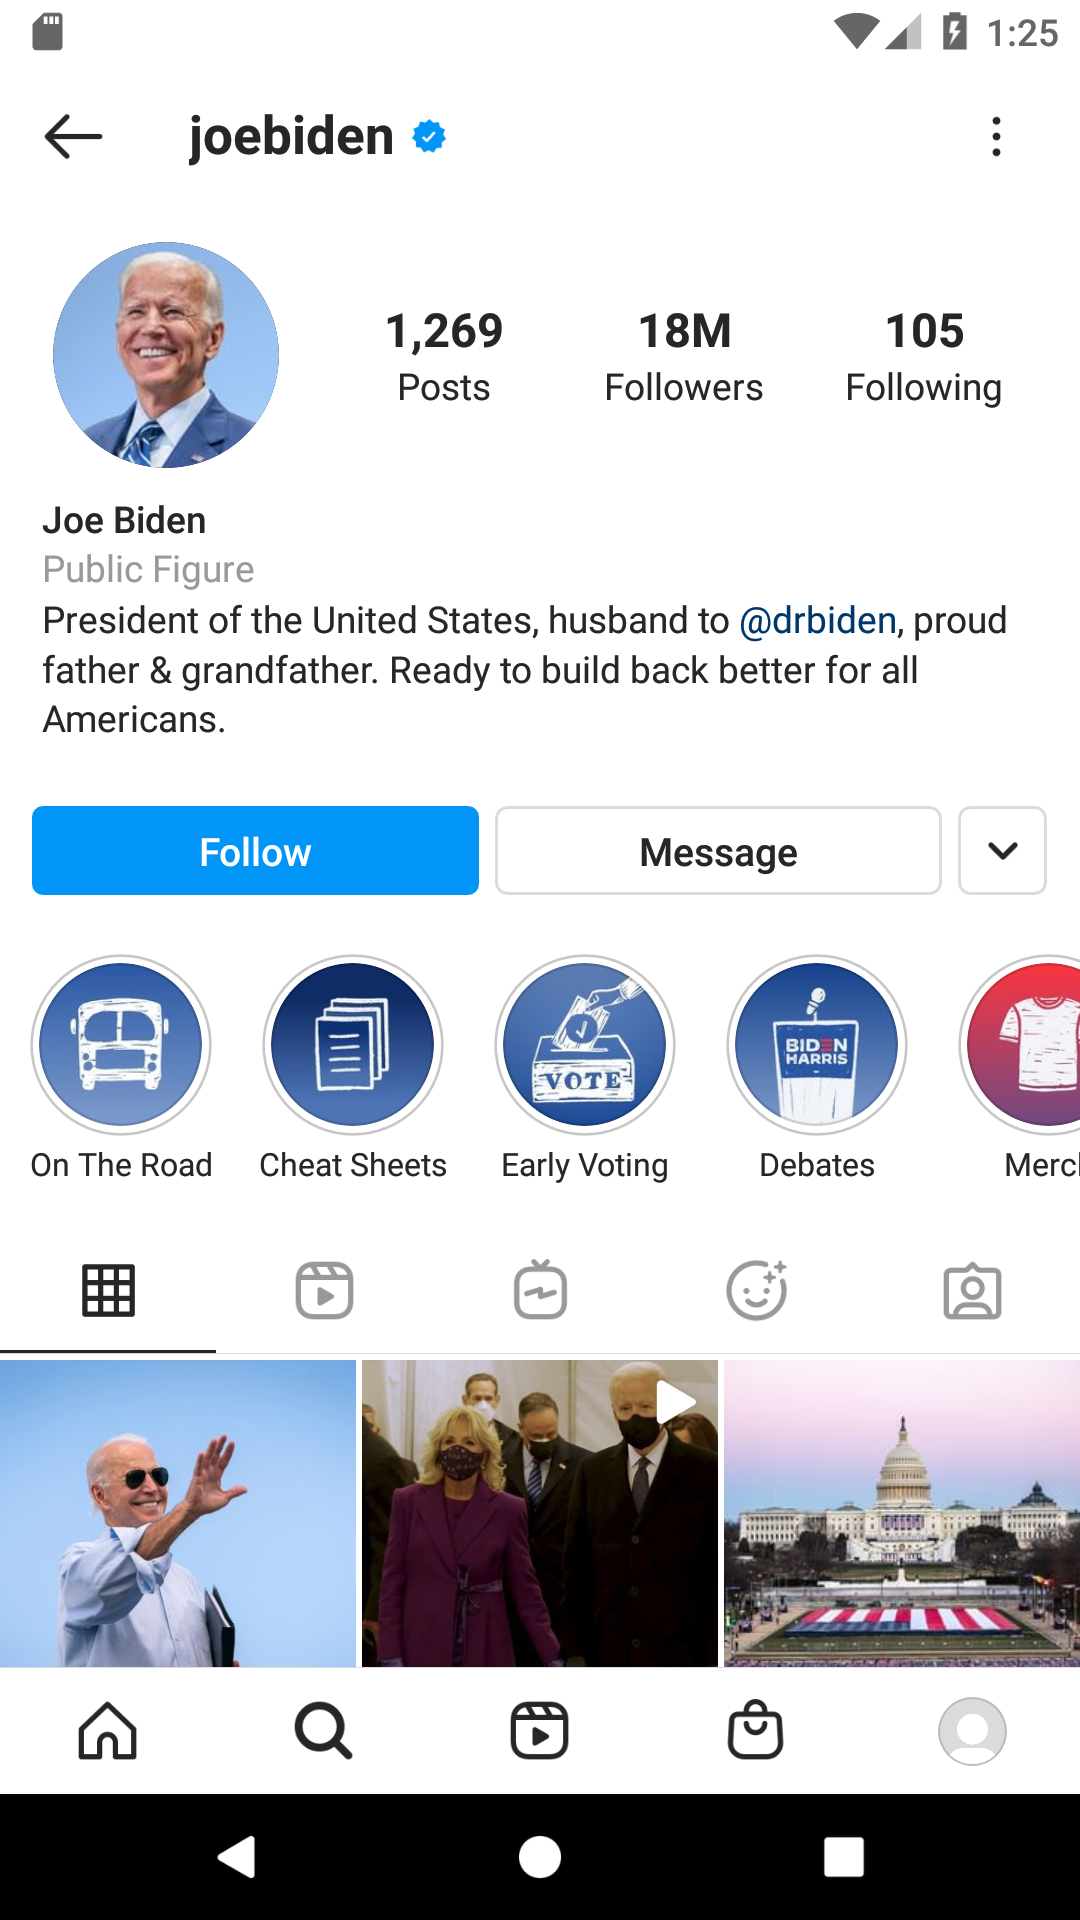 1:25
joebiden
1,269
Posts
18M
Followers
105
Following
Joe Biden
Public Figure
President of the United States, husband to @drbiden, proud
father & grandfather. Ready to build back better for all
Americans.
Follow
Message
VOTE
BIDEN
HARRIS
On The Road
Cheat Sheets
Early Voting
Debates